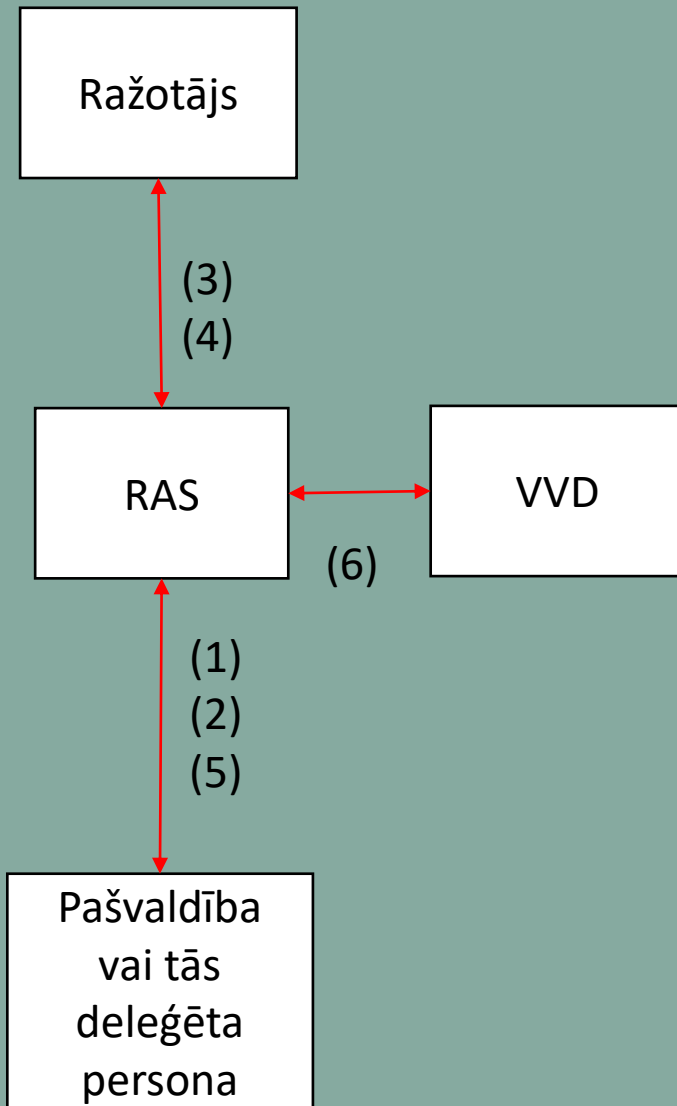 Ražotājs
(3)
(4)
RAS
VVD
(6)
(1)
(2)
(5)
Pašvaldība
vai tās
deleģēta
persona